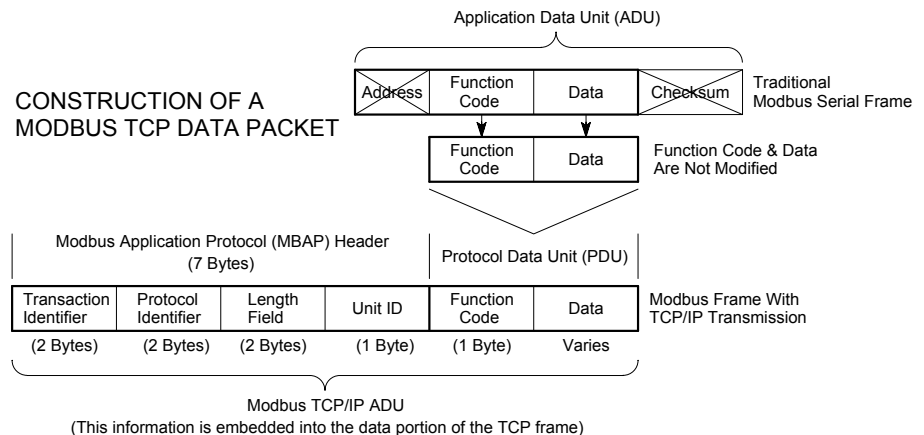 Application Data Unit (ADU)
CONSTRUCTION OF A
MODBUS TCP DATA PACKET
Address
Function
Code
Data
Checksum
Traditional
Modbus Serial Frame
Function
Code
Data
Function Code & Data
Are Not Modified
Modbus Application Protocol (MBAP) Header
(7 Bytes)
Protocol Data Unit (PDU)
Transaction
Identifier
Protocol
Identifier
Length
Field
Unit ID
Function
Code
Data
Modbus Frame With
TCP/IP Transmission
(2 Bytes)
(2 Bytes)
(2 Bytes)
(1 Byte)
(1 Byte)
Varies
Modbus TCP/IP ADU
(This information is embedded into the data portion of the TCP frame)